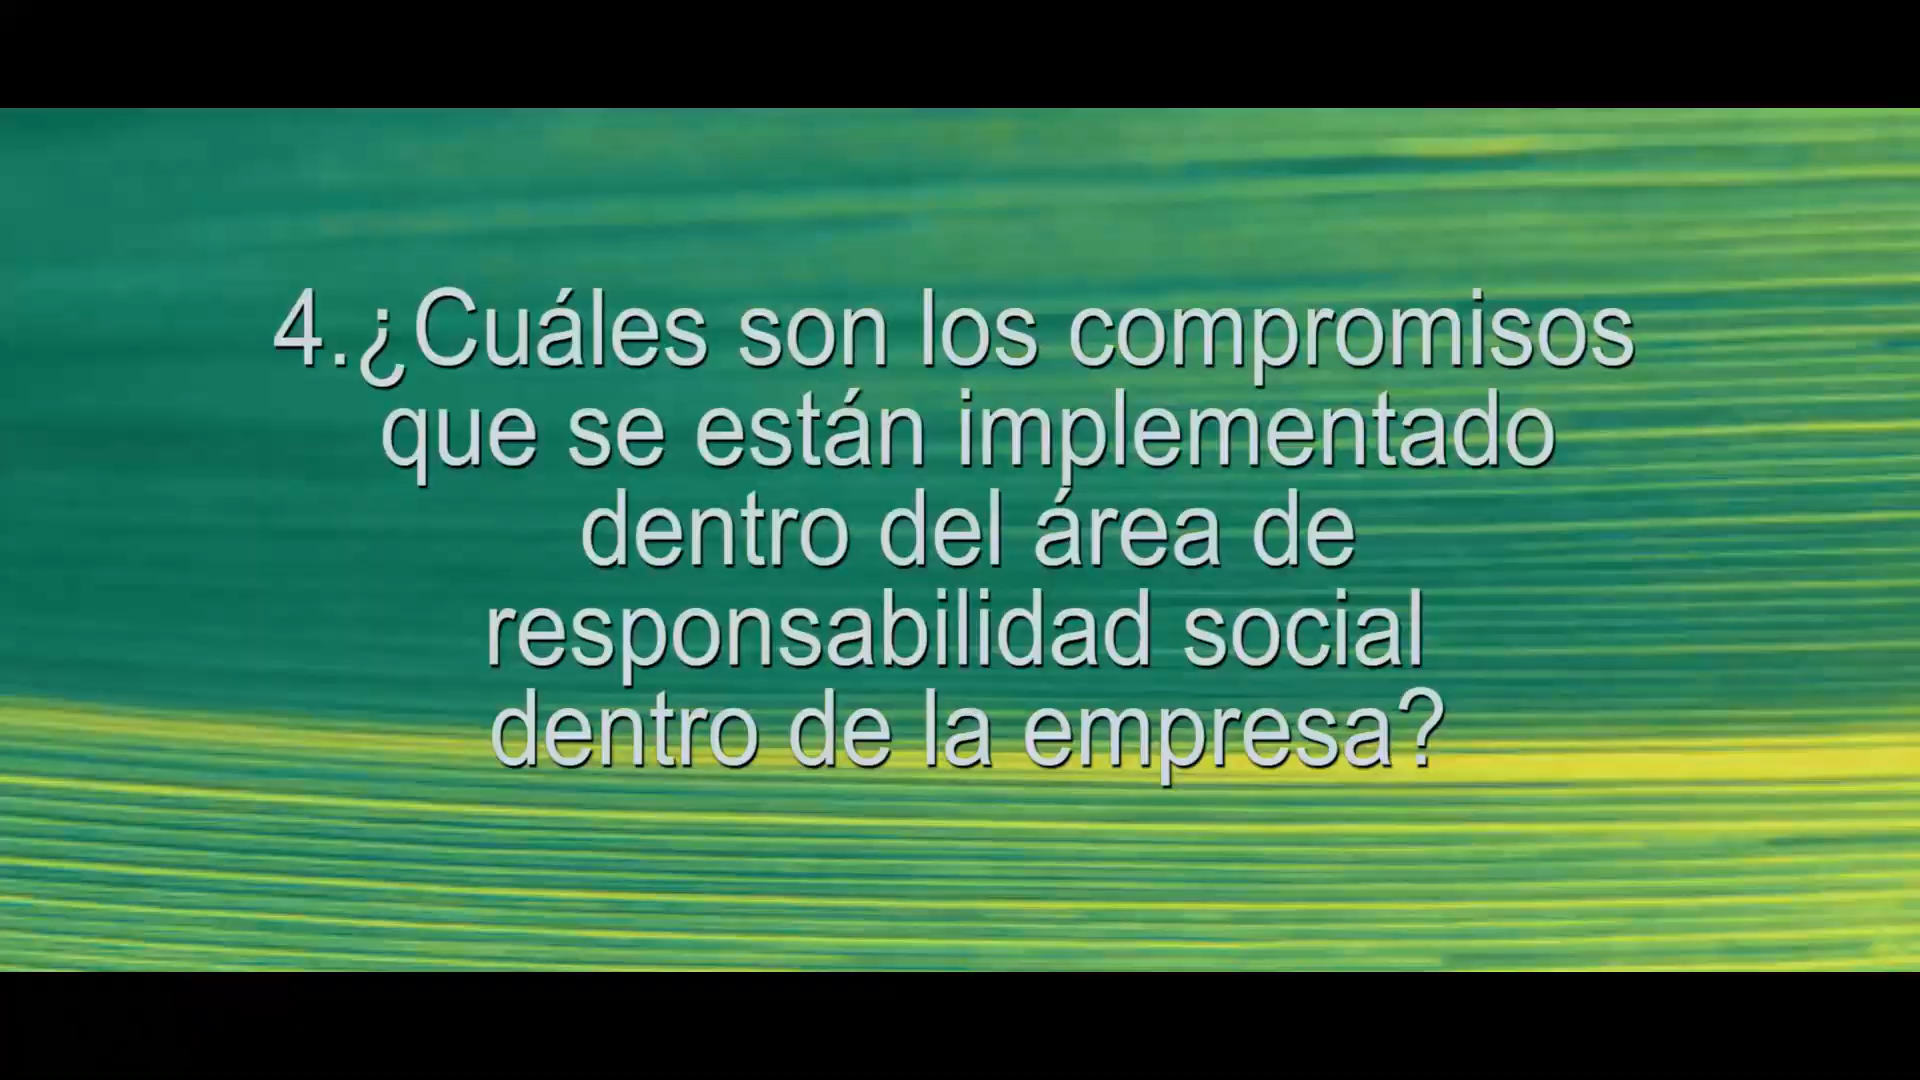 4.¿Cuáles son los compromisos
que se están implementado
dentro del área de
responsabilidad social
dentro de la empresa?